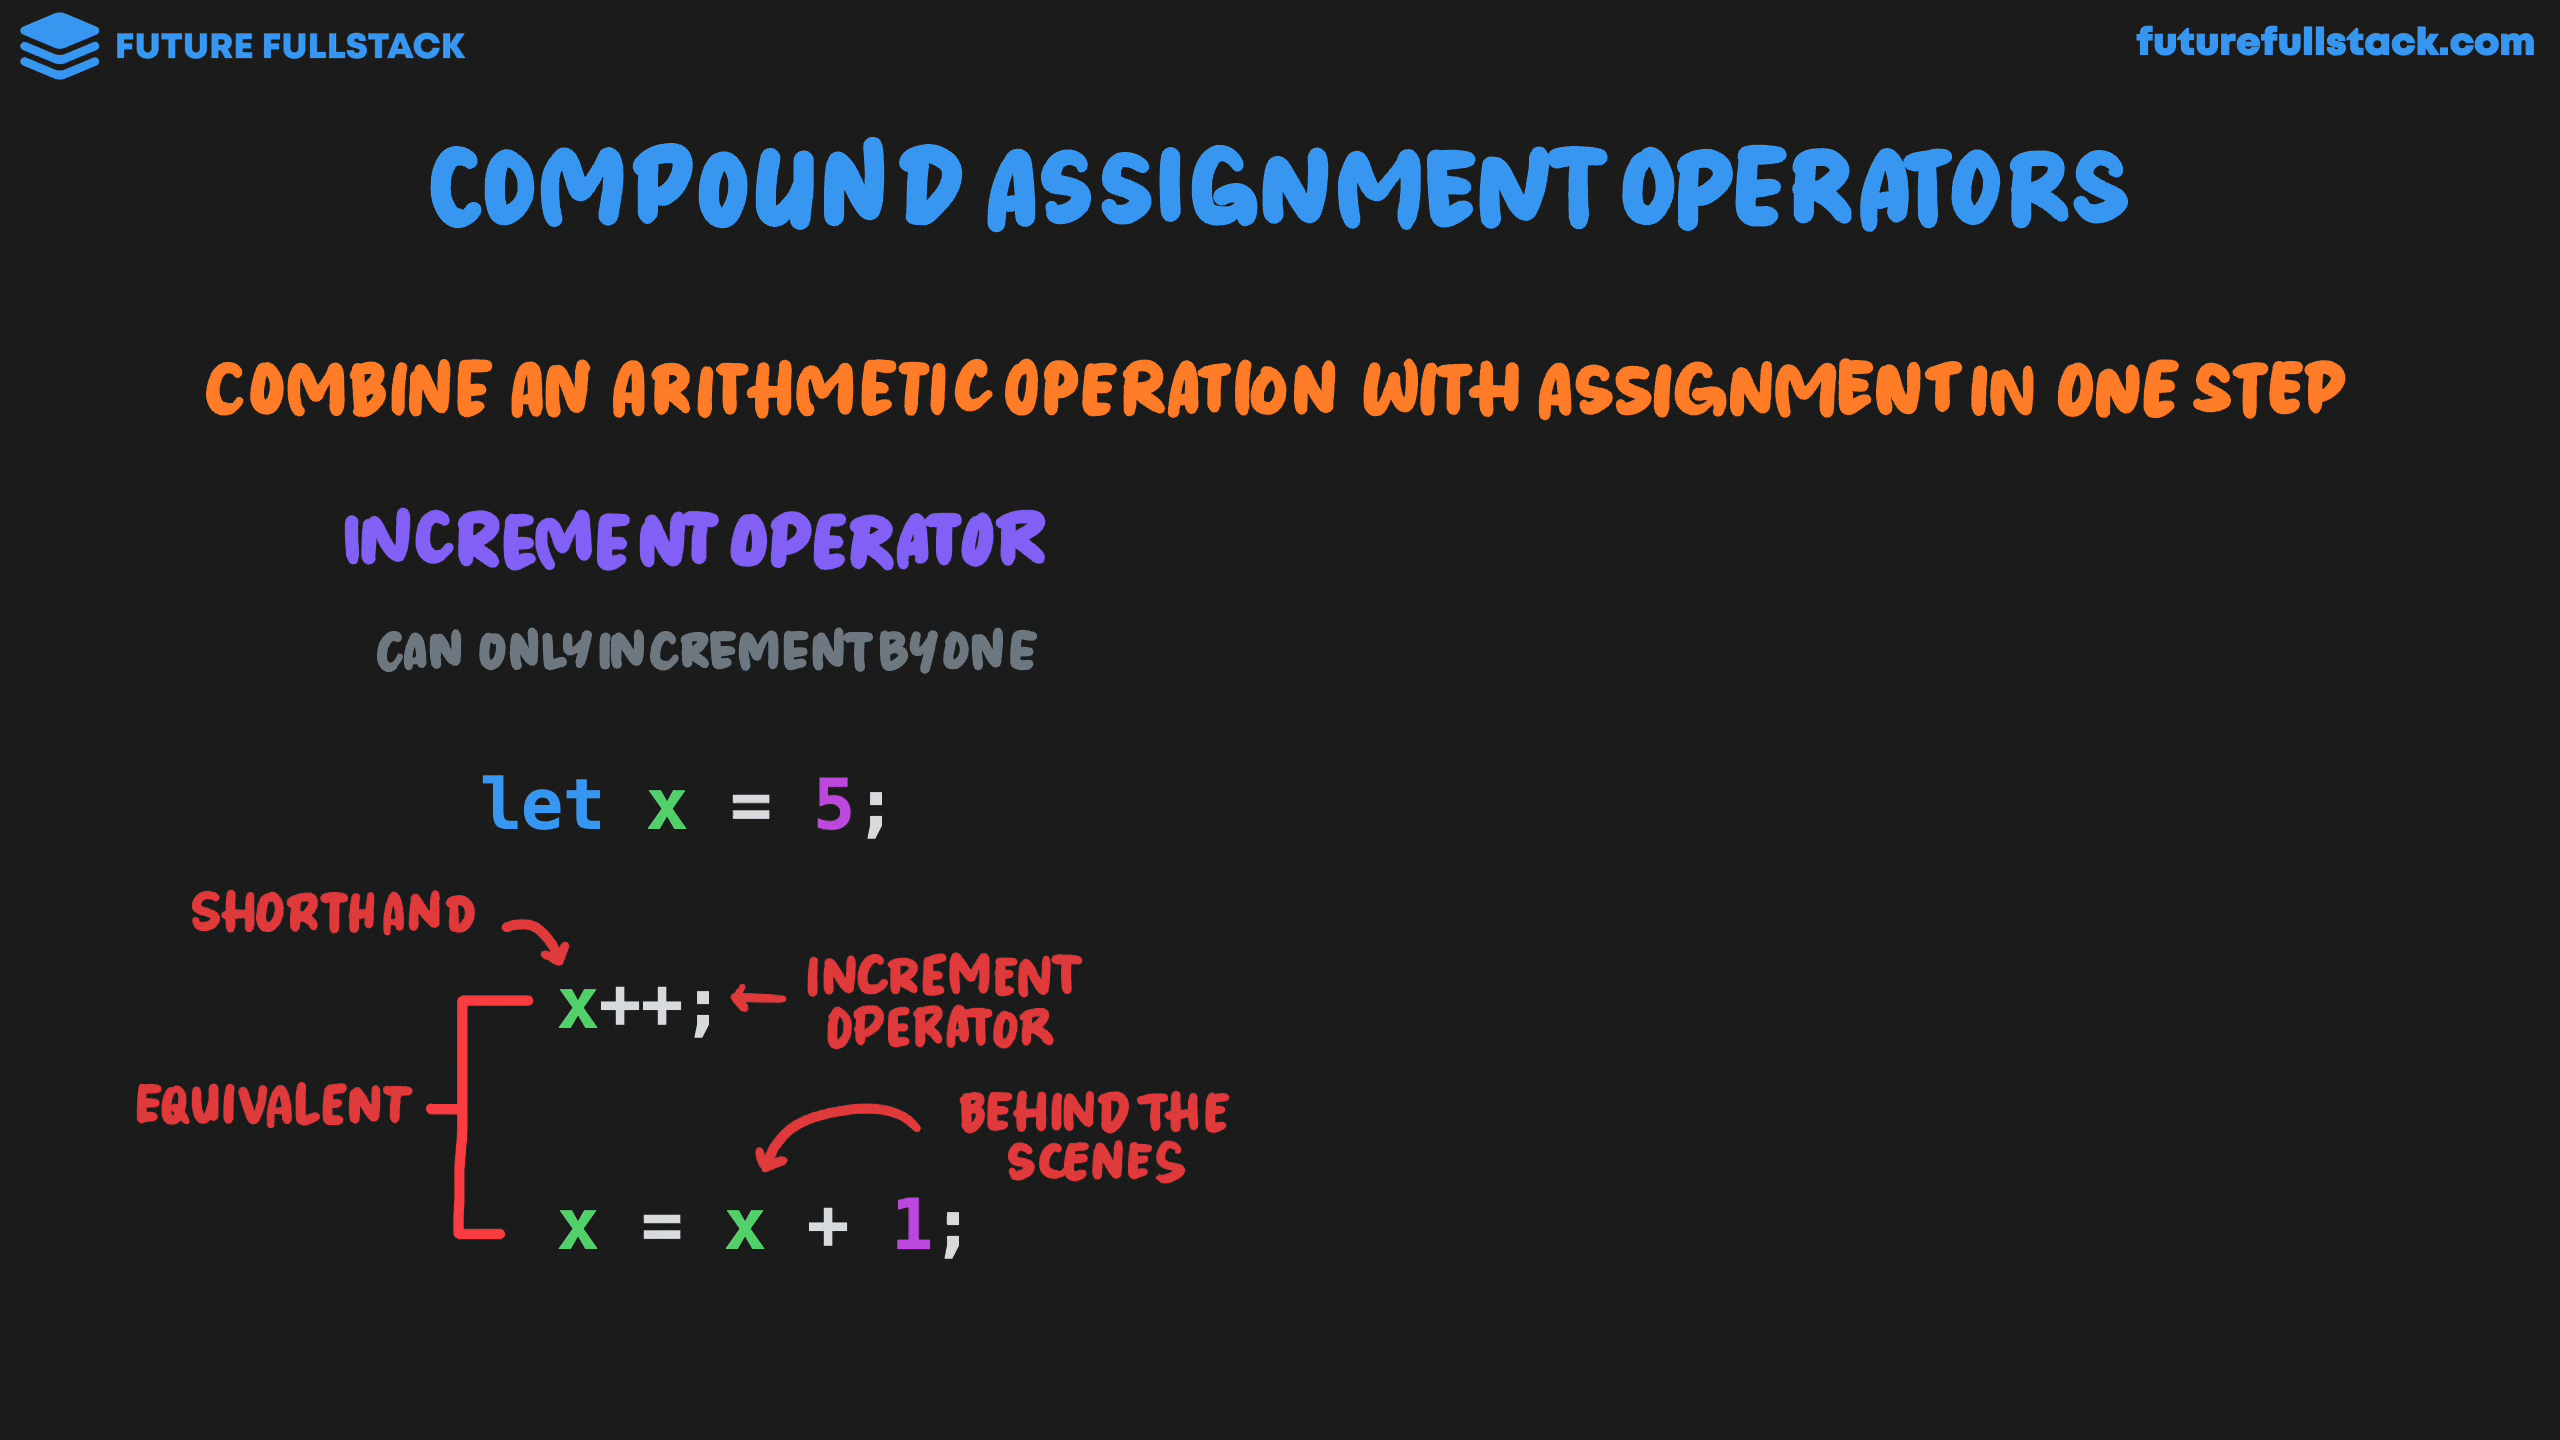 FUTURE FULLSTACK
futurefullstack.com
COMPOUND ASSIGNMENT OPERATORS
COMBINE AN ARITHMETIC OPERATION WITH ASSIGNMENT IN ONE STEP
INCREMENT OPERATOR
CAN ONLY INCREMENT BY ONE
let x = 5;
SHORTHAND
x++;
INCREMENT
OPERATOR
EQUIVALENT
BEHIND THE
SCENES
x = x + 1;